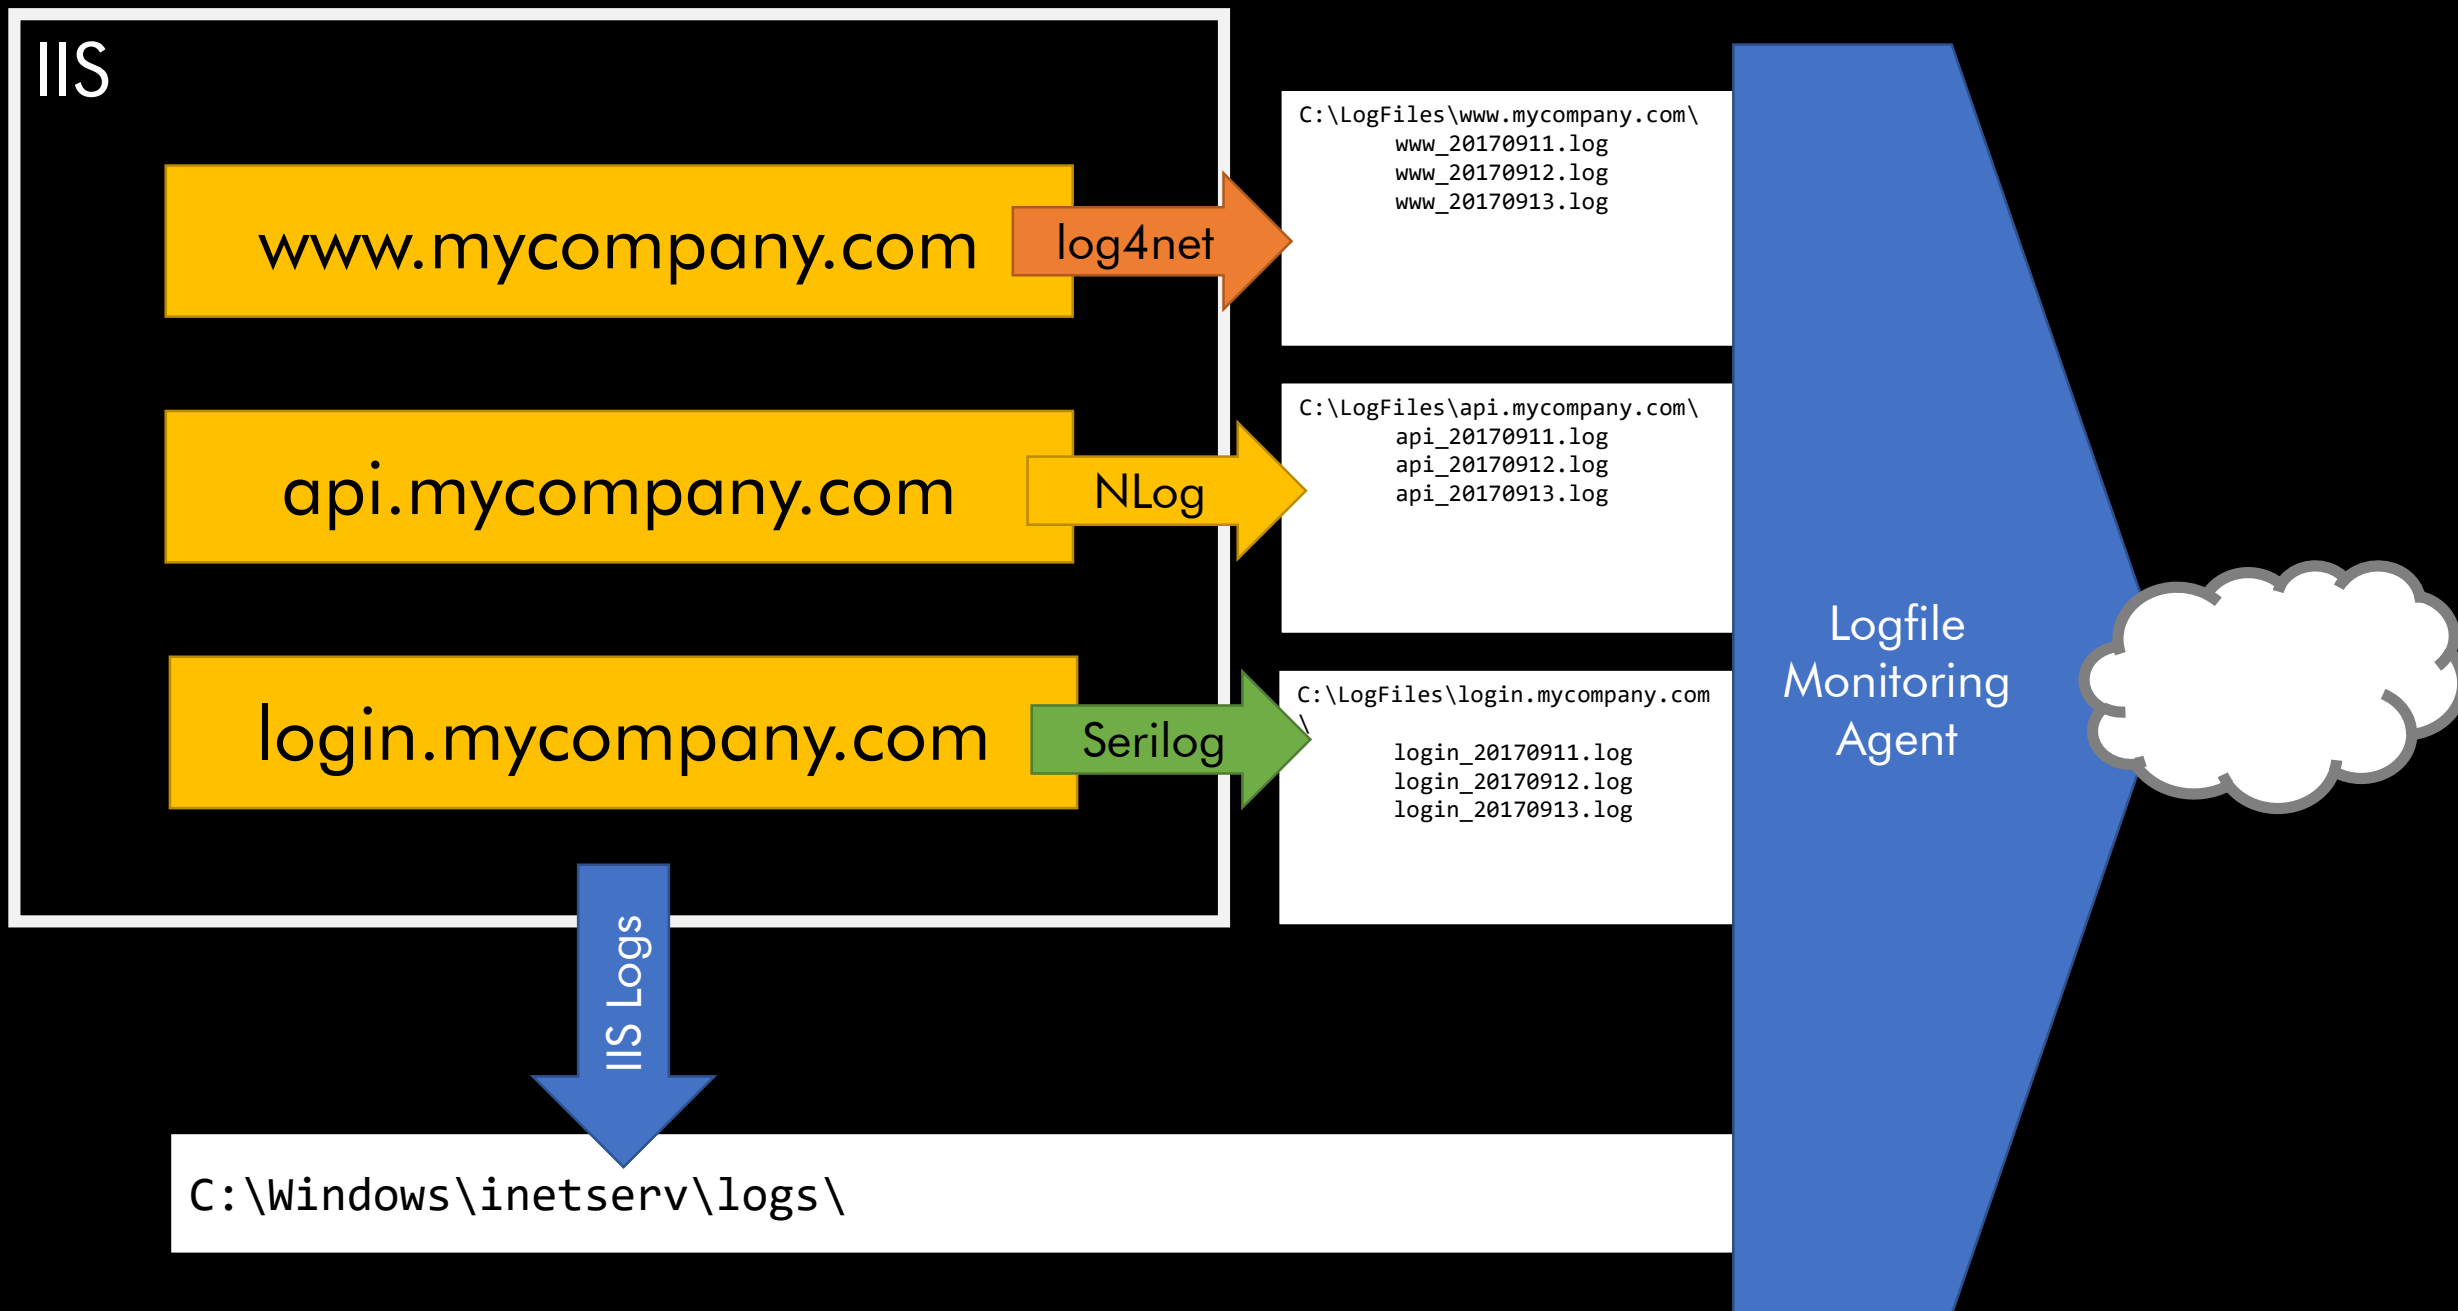 IIS
www.mycompany.com
log4net
C:\LogFiles\www.mycompany.com\
www_20170911.log
www_20170912.log
www_20170913.log
api.mycompany.com
NLog
C:\LogFiles\api.mycompany.com\
api_20170911.log
api_20170912.log
api_20170913.log
login.mycompany.com
Serilog
C:\LogFiles\login.mycompany.com
\
login_20170911.log
login_20170912.log
login_20170913.log
Logfile
Monitoring
Agent
IIS Logs
C:\Windows\inetserv\logs\